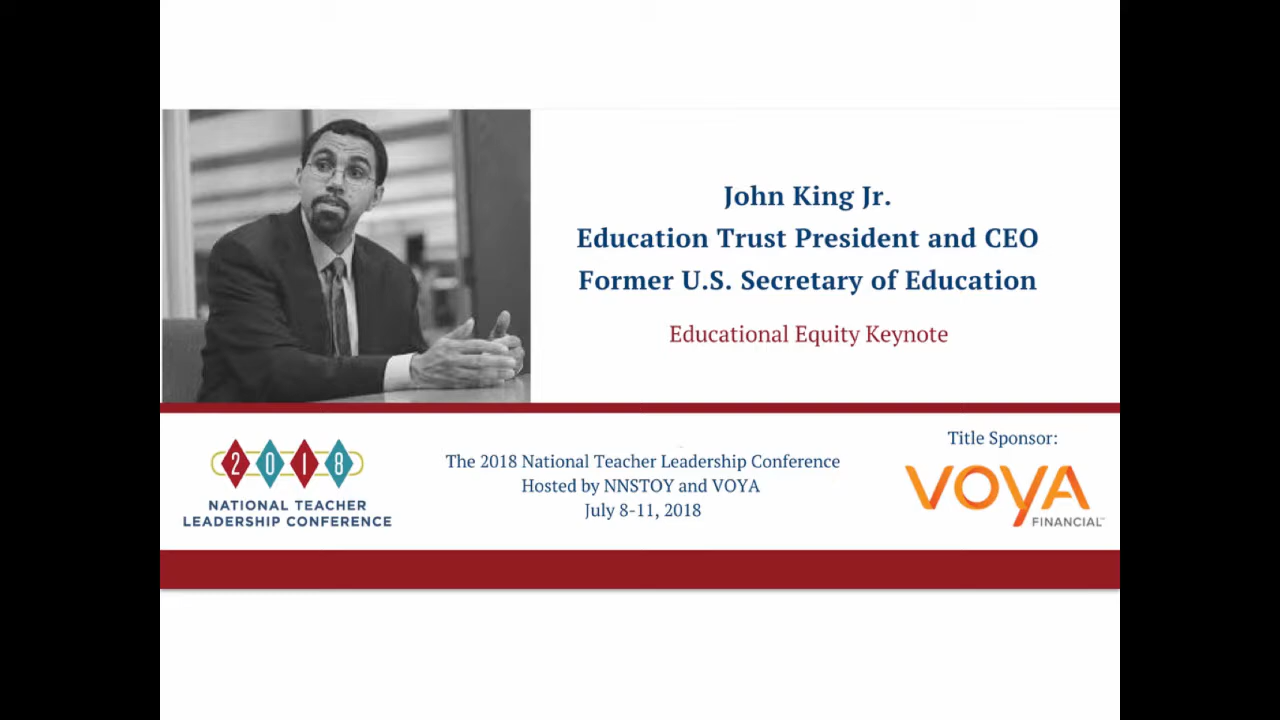 John King Jr.
Education Trust President and CEO
Former U.S. Secretary of Education
Educational Equity Keynote
2018
NATIONAL TEACHER
LEADERSHIP CONFERENCE
The 2018 National Teacher Leadership Conference
Hosted by NNSTOY and VOYA
July 8-11, 2018
Title Sponsor:
VOYA
FINANCIAL™